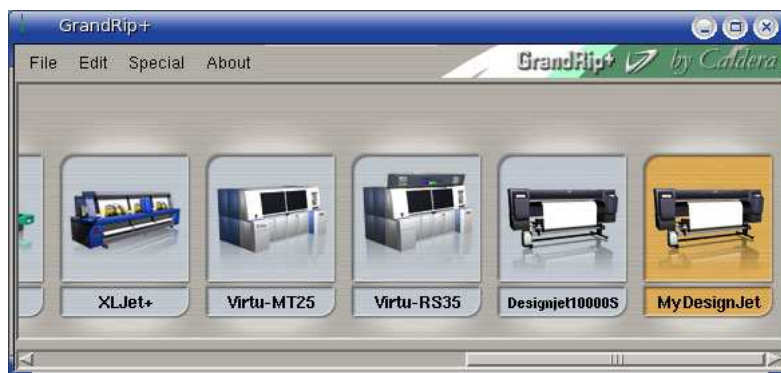 GrandRip+
File Edit Special About
GrandRip+ by Caldera
XLJet+
Virtu-MT25
Virtu-RS35
Designjet10000S
MyDesignJet